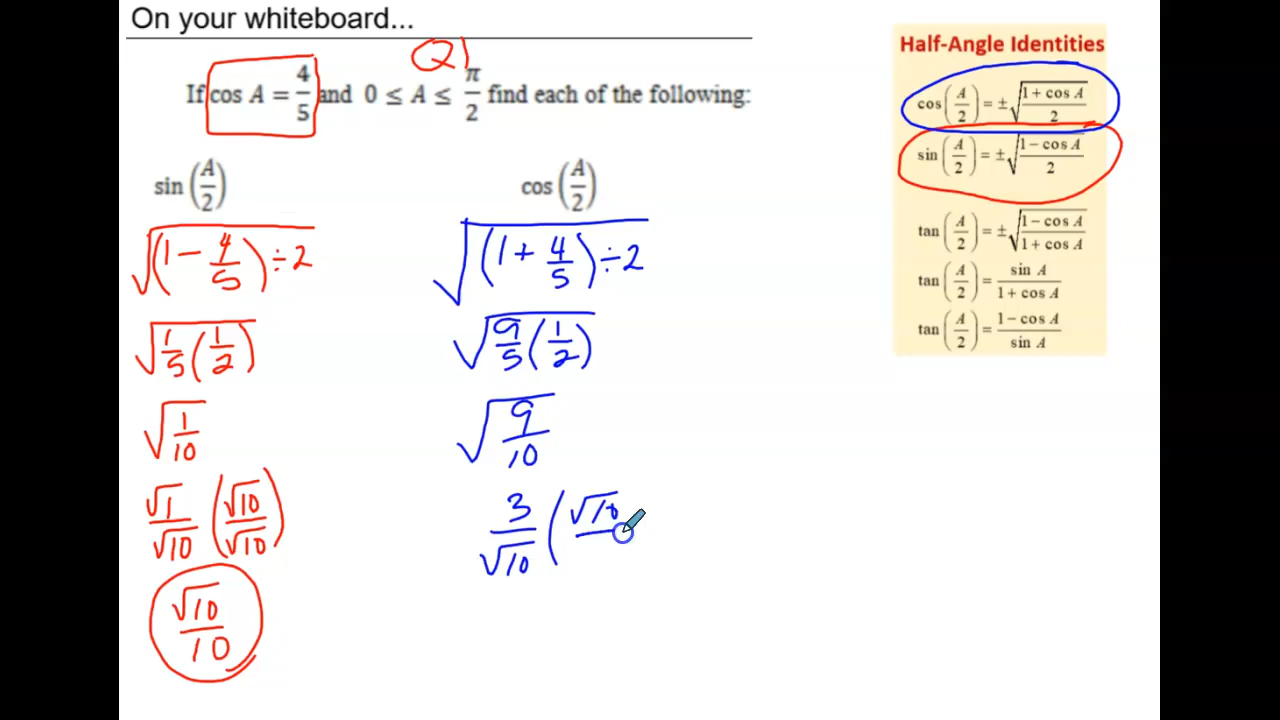 On your whiteboard...
Q1
If cos A = 4/5 and 0 ≤ A ≤ π/2 find each of the following:
sin (A/2)
√((1 − 4/5) ÷ 2)
√(1/5 (1/2))
√(1/10)
√1/√10 (√10/√10)
√10/10
cos (A/2)
√((1 + 4/5) ÷ 2)
√(9/5 (1/2))
√(9/10)
3/√10 (√10
Half-Angle Identities
cos (A/2) = ±√((1 + cos A)/2)
sin (A/2) = ±√((1 − cos A)/2)
tan (A/2) = ±√((1 − cos A)/(1 + cos A))
tan (A/2) = sin A/(1 + cos A)
tan (A/2) = (1 − cos A)/sin A